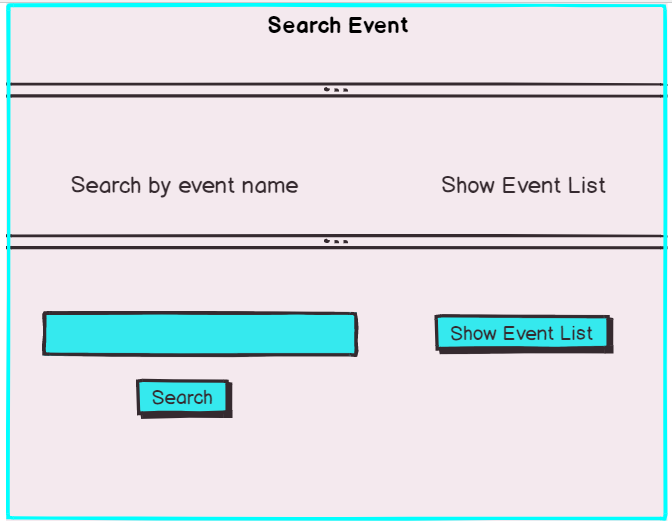 Search Event
Search by event name
Show Event List
Show Event List
Search